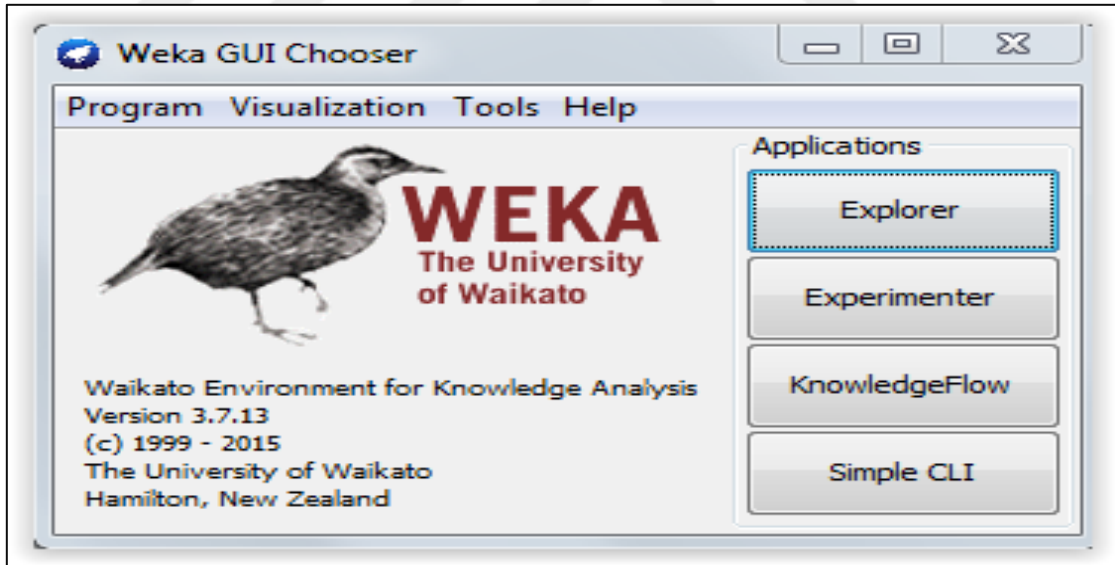 Weka GUI Chooser
Program Visualization Tools Help
WEKA
The University
of Waikato
Waikato Environment for Knowledge Analysis
Version 3.7.13
(c) 1999 - 2015
The University of Waikato
Hamilton, New Zealand
Applications
Explorer
Experimenter
KnowledgeFlow
Simple CLI